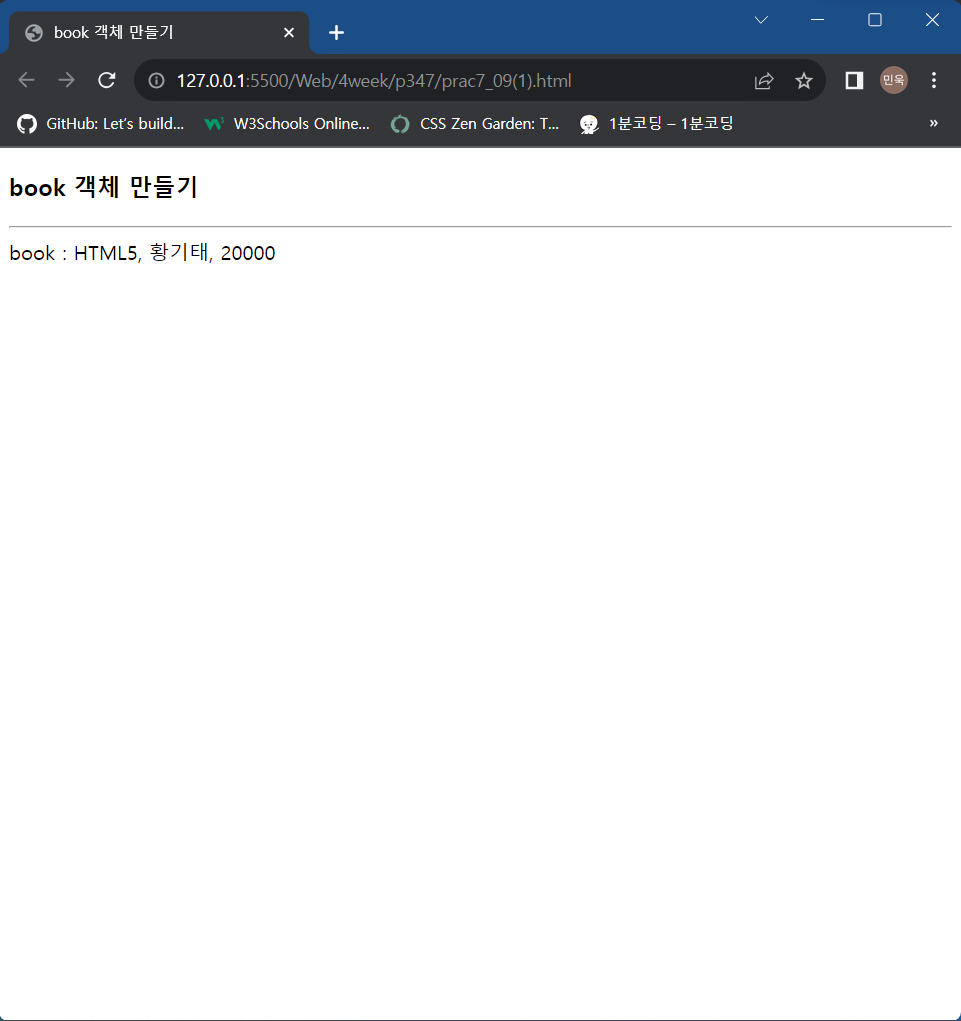 book 객체 만들기
127.0.0.1:5500/Web/4week/p347/prac7_09(1).html
민욱
GitHub: Let's build... W3Schools Online... CSS Zen Garden: T... 1분코딩 – 1분코딩 »
book 객체 만들기
book : HTML5, 황기태, 20000